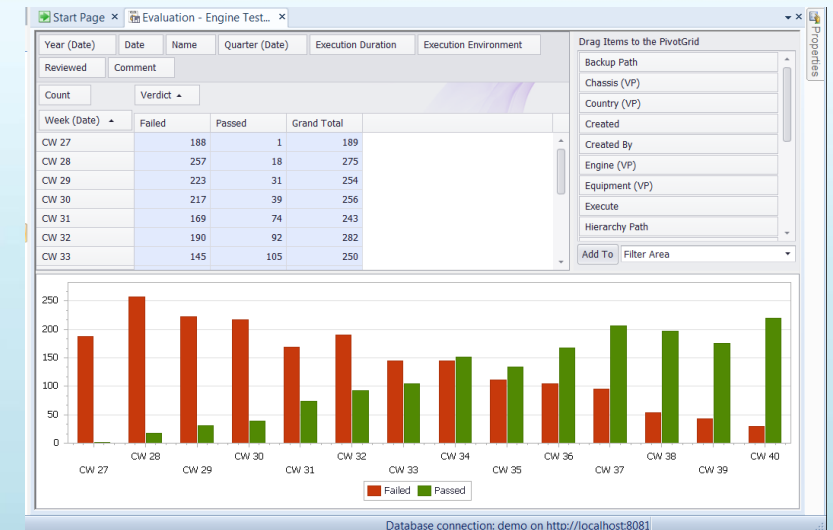 Start Page × Evaluation - Engine Test... ×
Properties
Year (Date) Date Name Quarter (Date) Execution Duration Execution Environment
Reviewed Comment
Count Verdict
Week (Date) Failed Passed Grand Total
CW 27 188 1 189
CW 28 257 18 275
CW 29 223 31 254
CW 30 217 39 256
CW 31 169 74 243
CW 32 190 92 282
CW 33 145 105 250
Drag Items to the PivotGrid
Backup Path
Chassis (VP)
Country (VP)
Created
Created By
Engine (VP)
Equipment (VP)
Execute
Hierarchy Path
Add To Filter Area
250
200
150
100
50
0
CW 28 CW 30 CW 32 CW 34 CW 36 CW 38 CW 40
CW 27 CW 29 CW 31 CW 33 CW 35 CW 37 CW 39
Failed Passed
Database connection: demo on http://localhost:8081